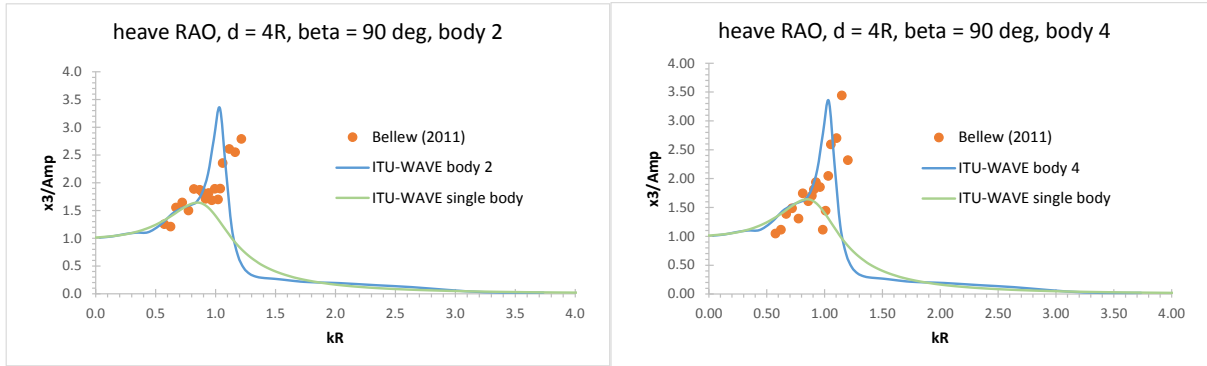 heave RAO, d = 4R, beta = 90 deg, body 2
x3/Amp
4.0
3.5
3.0
2.5
2.0
1.5
1.0
0.5
0.0
0.0 0.5 1.0 1.5 2.0 2.5 3.0 3.5 4.0
kR
Bellew (2011)
ITU-WAVE body 2
ITU-WAVE single body
heave RAO, d = 4R, beta = 90 deg, body 4
x3/Amp
4.00
3.50
3.00
2.50
2.00
1.50
1.00
0.50
0.00
0.00 0.50 1.00 1.50 2.00 2.50 3.00 3.50 4.00
kR
Bellew (2011)
ITU-WAVE body 4
ITU-WAVE single body